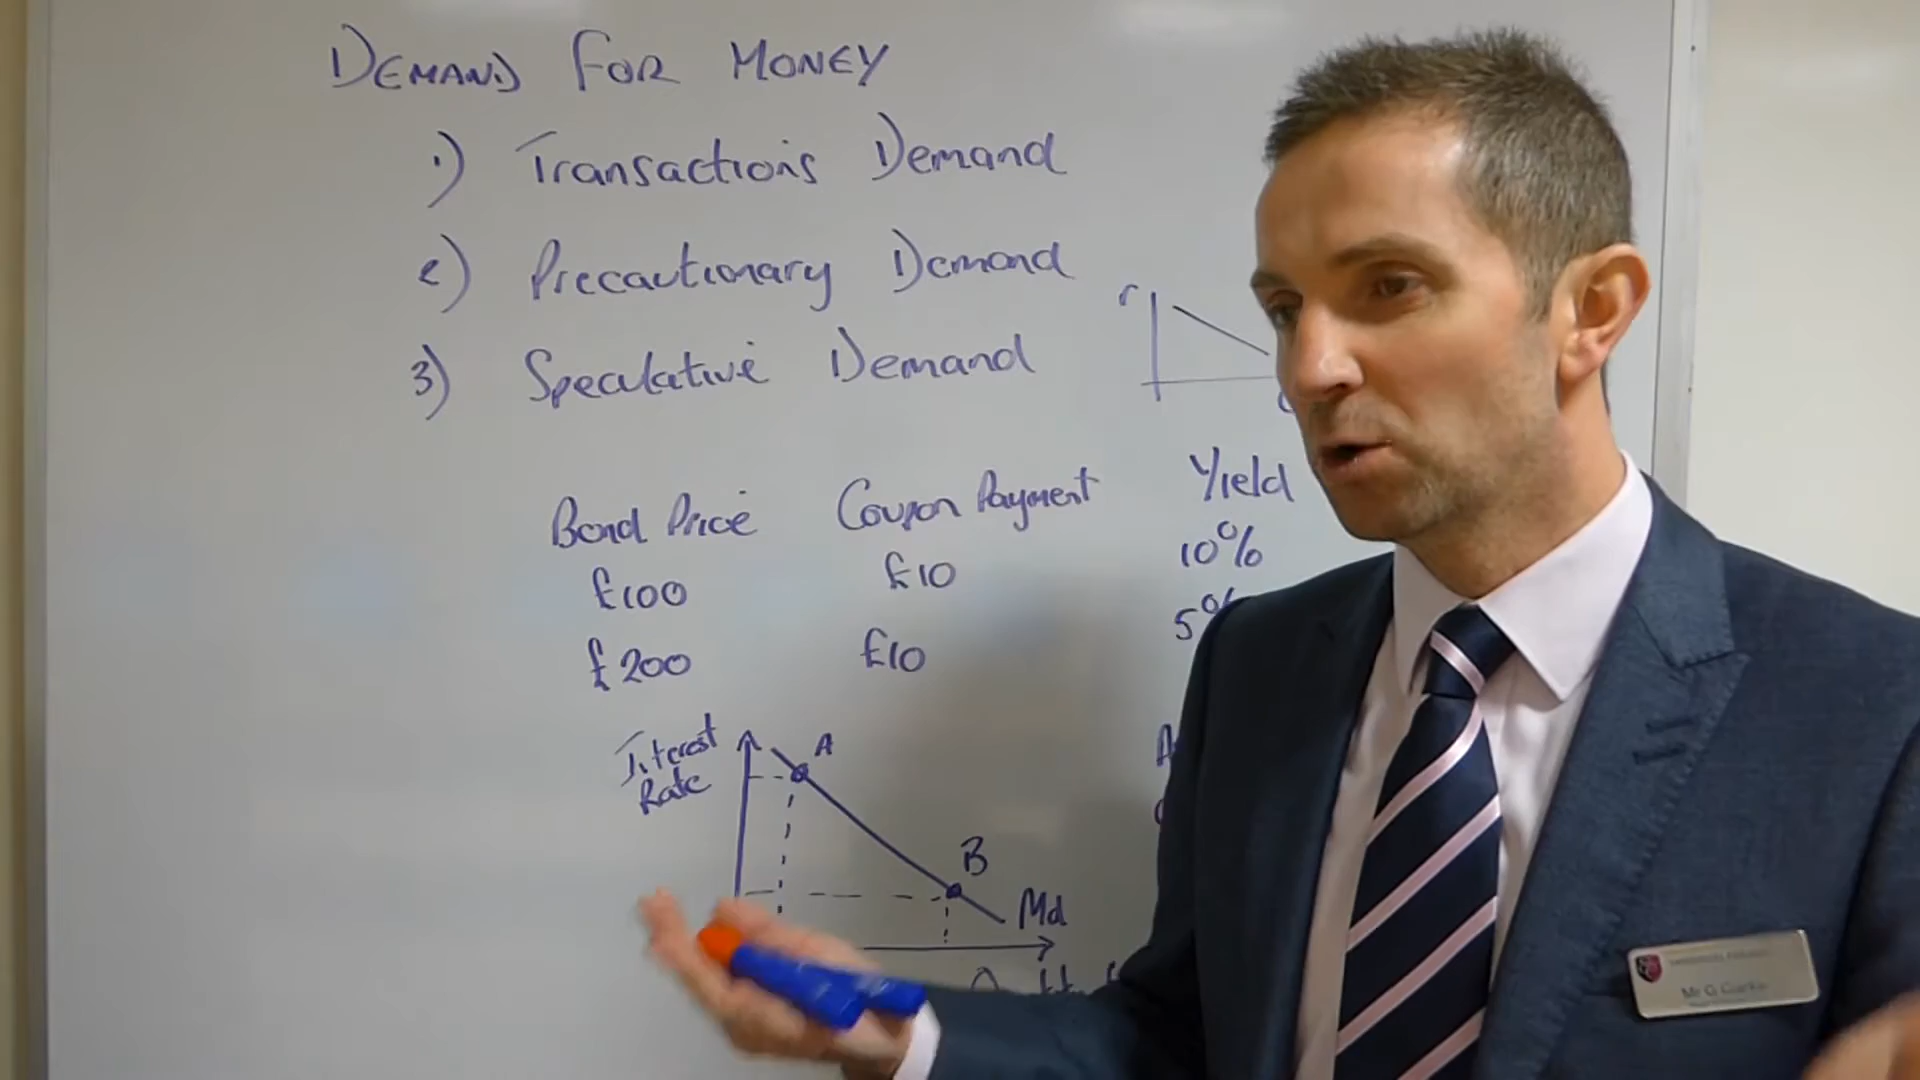 DEMAND FOR MONEY
1) Transactions Demand
2) Precautionary Demand
3) Speculative Demand
r
Bond Price Coupon Payment Yield
£100 £10 10%
£200 £10 5%
Interest
Rate
A
B
Md
A
Mr G